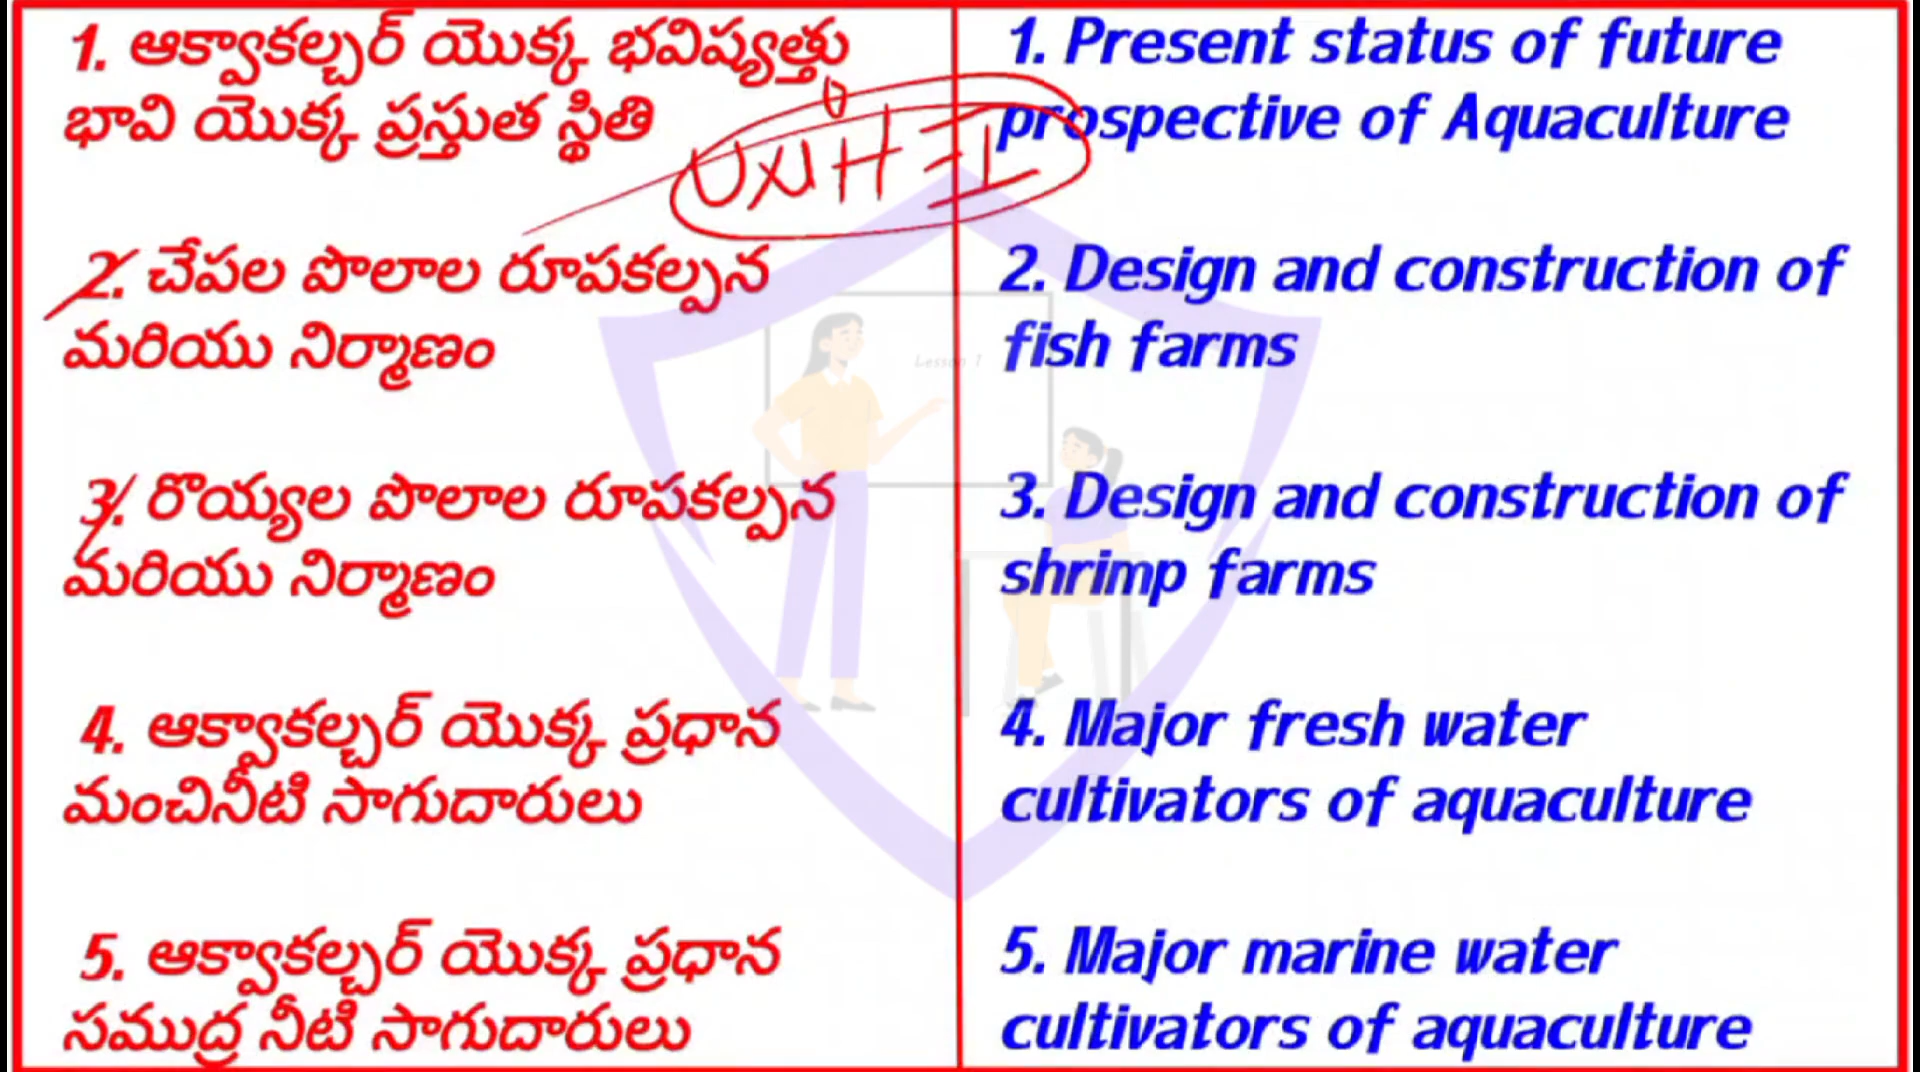 1. ఆక్వాకల్చర్ యొక్క భవిష్యత్తు
భావి యొక్క ప్రస్తుత స్థితి
2. చేపల పొలాల రూపకల్పన
మరియు నిర్మాణం
3. రొయ్యల పొలాల రూపకల్పన
మరియు నిర్మాణం
4. ఆక్వాకల్చర్ యొక్క ప్రధాన
మంచినీటి సాగుదారులు
5. ఆక్వాకల్చర్ యొక్క ప్రధాన
సముద్ర నీటి సాగుదారులు
1. Present status of future
prospective of Aquaculture
2. Design and construction of
fish farms
3. Design and construction of
shrimp farms
4. Major fresh water
cultivators of aquaculture
5. Major marine water
cultivators of aquaculture
Lesson 1